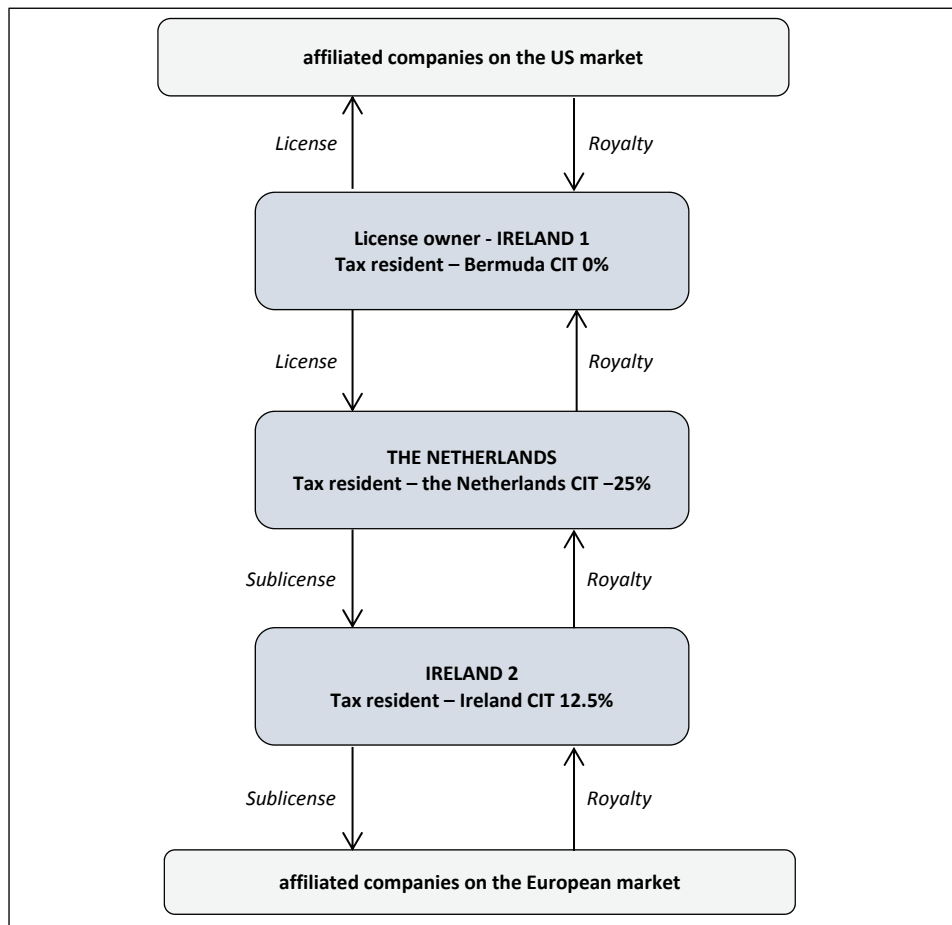 affiliated companies on the US market
License
Royalty
License owner - IRELAND 1
Tax resident – Bermuda CIT 0%
License
Royalty
THE NETHERLANDS
Tax resident – the Netherlands CIT −25%
Sublicense
Royalty
IRELAND 2
Tax resident – Ireland CIT 12.5%
Sublicense
Royalty
affiliated companies on the European market